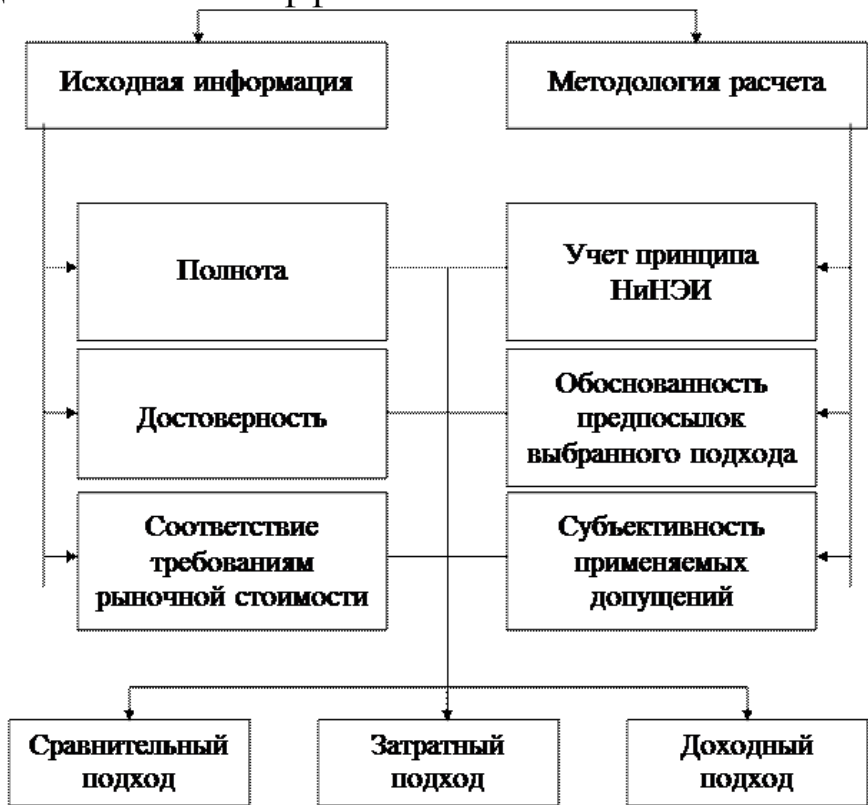 Исходная информация
Методология расчета
Полнота
Учет принципа
НиНЭИ
Достоверность
Обоснованность
предпосылок
выбранного подхода
Соответствие
требованиям
рыночной стоимости
Субъективность
применяемых
допущений
Сравнительный
подход
Затратный
подход
Доходный
подход